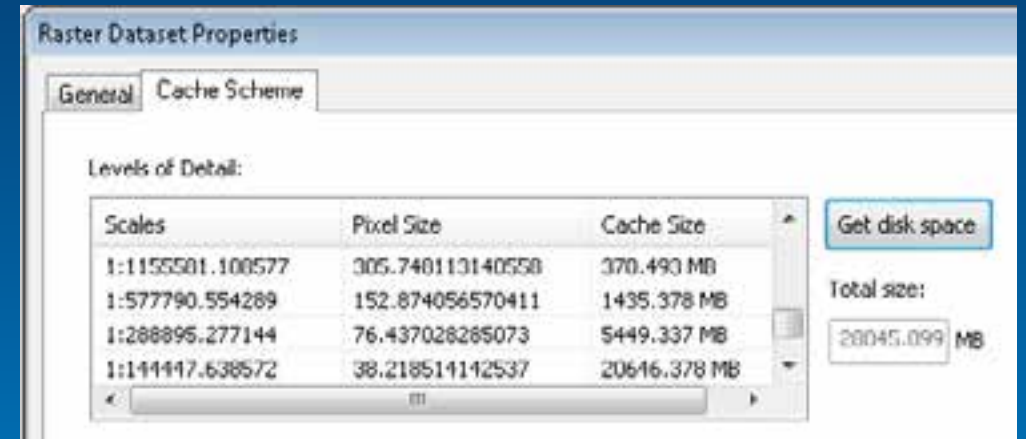 Raster Dataset Properties
General Cache Scheme
Levels of Detail:
Scales Pixel Size Cache Size
1:1155581.108577 305.748113140558 370.493 MB
1:577790.554289 152.874056570411 1435.378 MB
1:288895.277144 76.437028285073 5449.337 MB
1:144447.638572 38.218514142537 20646.378 MB
Get disk space
Total size:
28045.099 MB